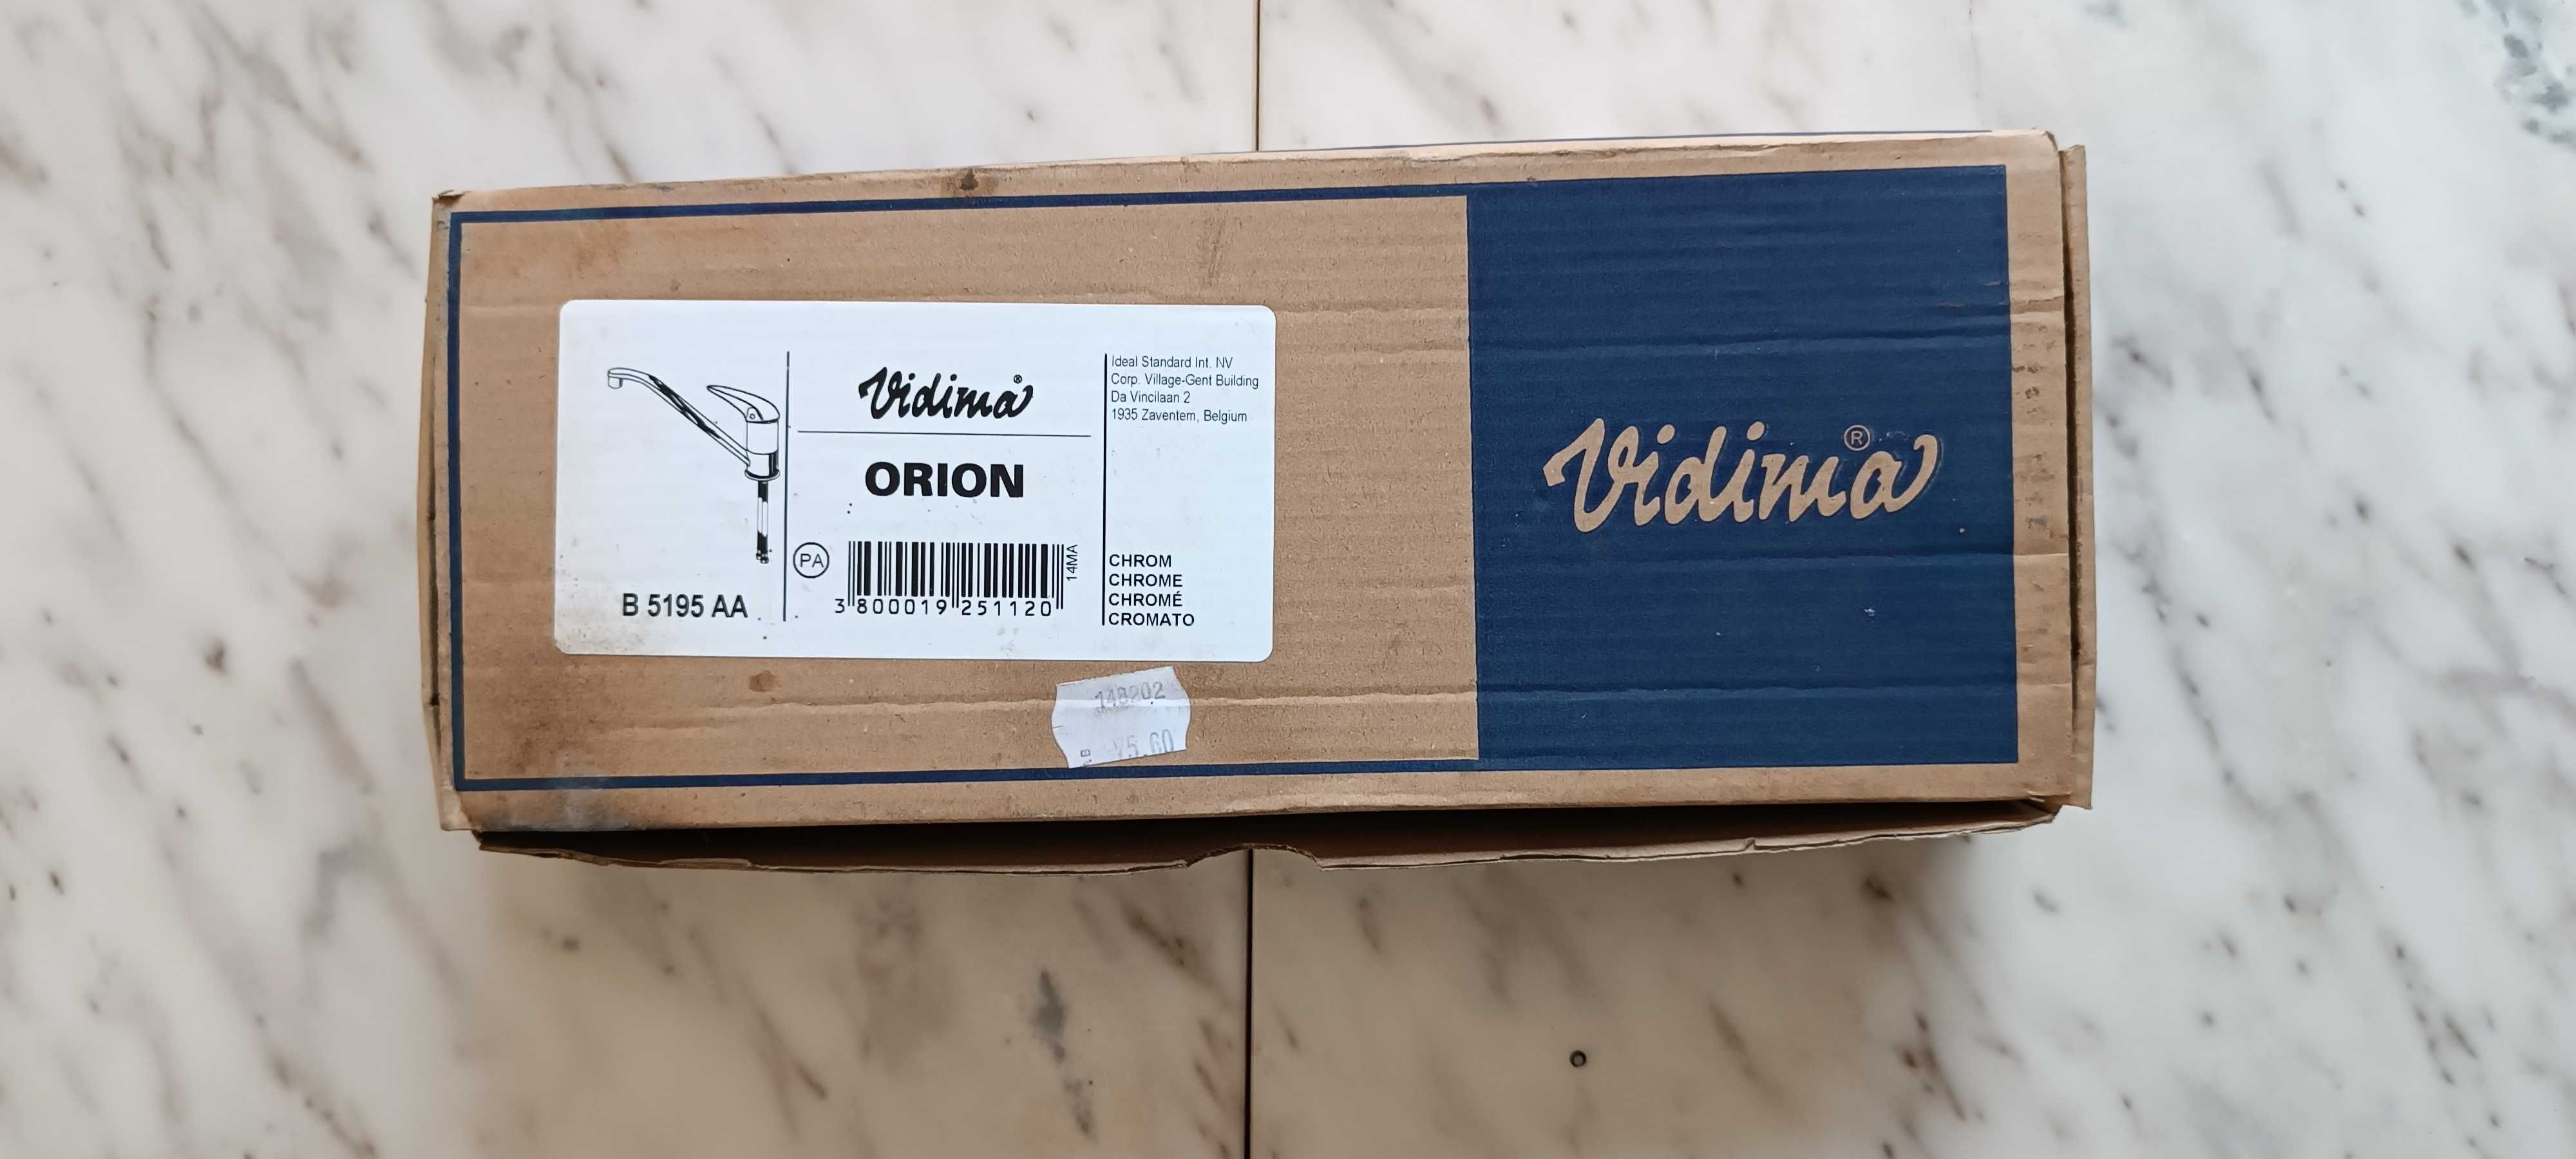 Vidima®
ORION
PA
14MA
3 800019 251120
B 5195 AA
Ideal Standard Int. NV
Corp. Village-Gent Building
Da Vincilaan 2
1935 Zaventem, Belgium
CHROM
CHROME
CHROMÉ
CROMATO
148202
Vidima®